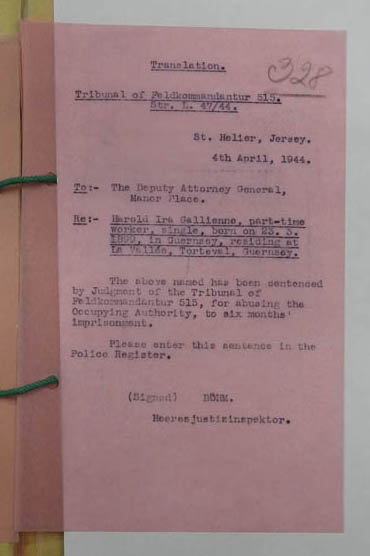 Translation.
328
Tribunal of Feldkommandantur 515.
Str. L. 47/44.
St. Helier, Jersey.
4th April, 1944.
To:- The Deputy Attorney General,
Manor Place.
Re:- Harold Ira Gallienne, part-time
worker, single, born on 23. 3.
in Guernsey, residing at
La Vallée, Torteval, Guernsey.
The above named has been sentenced
by Judgment of the Tribunal of
Feldkommandantur 515, for abusing the
Occupying Authority, to six months'
imprisonment.
Please enter this sentence in the
Police Register.
(Signed) BÖHM.
Heeresjustizinspektor.